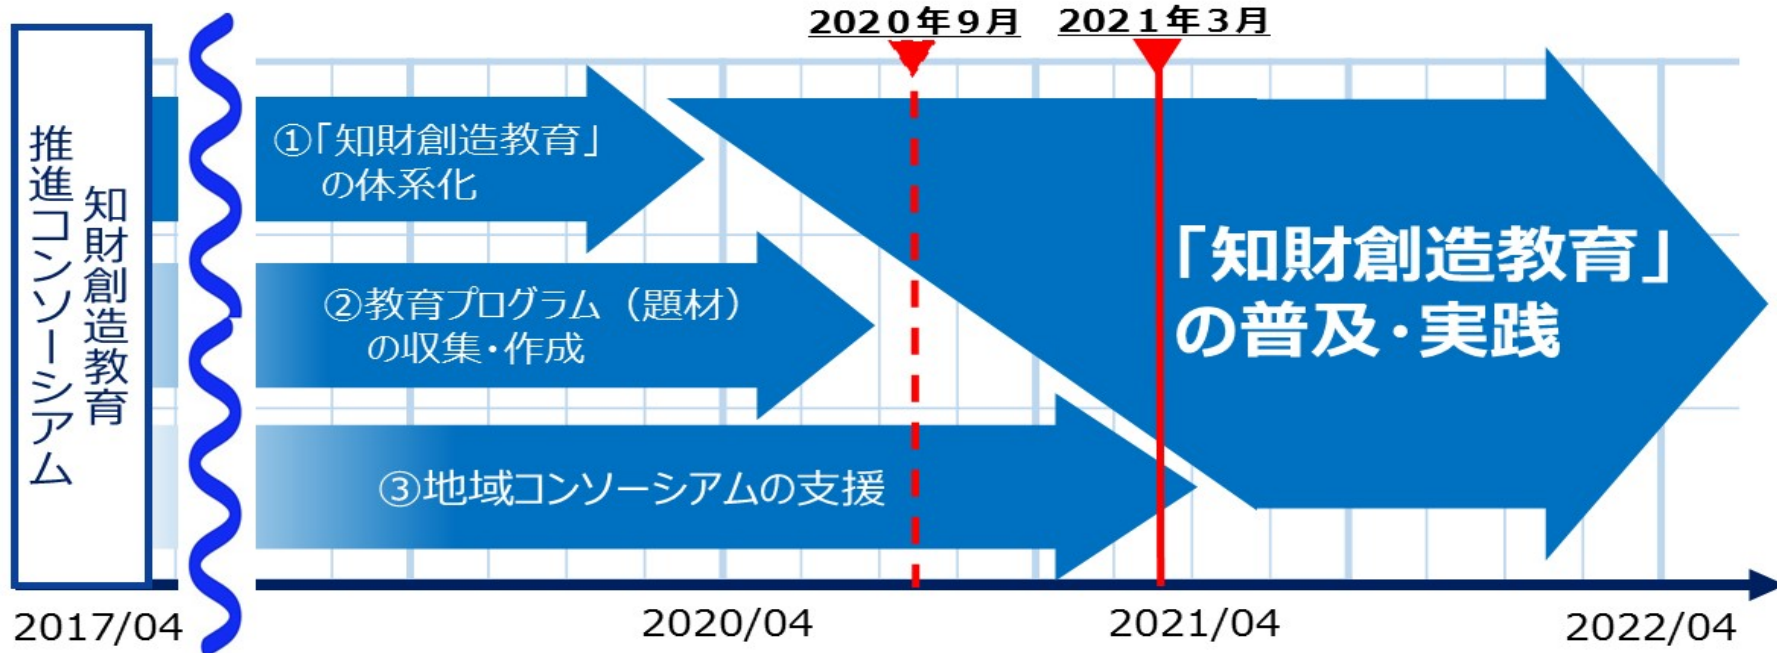 2020年9月
2021年3月
知財創造教育
推進コンソーシアム
①「知財創造教育」
の体系化
②教育プログラム（題材）
の収集・作成
③地域コンソーシアムの支援
「知財創造教育」
の普及・実践
2017/04
2020/04
2021/04
2022/04